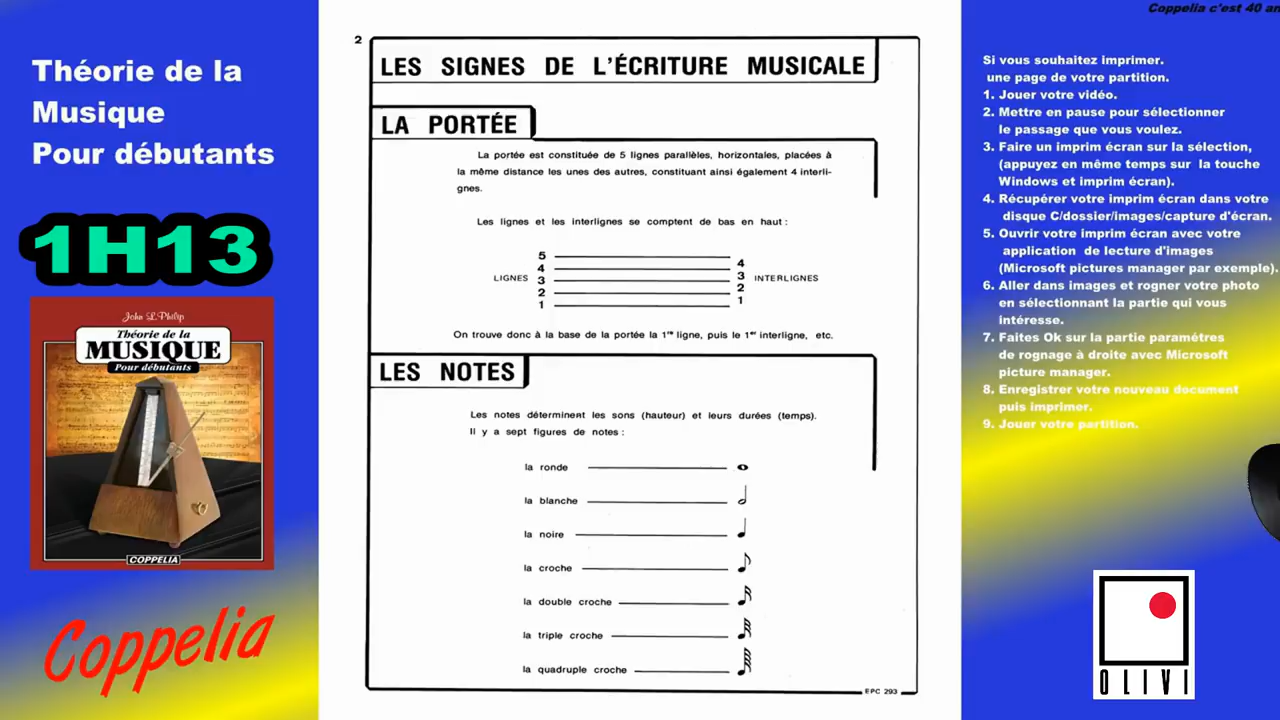 Théorie de la
Musique
Pour débutants
1H13
John L. Philip
Théorie de la
MUSIQUE
Pour débutants
COPPELIA
Coppelia
2
LES SIGNES DE L'ÉCRITURE MUSICALE
LA PORTÉE
La portée est constituée de 5 lignes parallèles, horizontales, placées à
la même distance les unes des autres, constituant ainsi également 4 interli-
gnes.
Les lignes et les interlignes se comptent de bas en haut :
5
4
4
LIGNES 3
3 INTERLIGNES
2
2
1
1
On trouve donc à la base de la portée la 1re ligne, puis le 1er interligne, etc.
LES NOTES
Les notes déterminent les sons (hauteur) et leurs durées (temps).
Il y a sept figures de notes :
la ronde
la blanche
la noire
la croche
la double croche
la triple croche
la quadruple croche
EPC 293
Coppelia c'est 40 an
Si vous souhaitez imprimer.
une page de votre partition.
1. Jouer votre vidéo.
2. Mettre en pause pour sélectionner
le passage que vous voulez.
3. Faire un imprim écran sur la sélection,
(appuyez en même temps sur la touche
Windows et imprim écran).
4. Récupérer votre imprim écran dans votre
disque C/dossier/images/capture d'écran.
5. Ouvrir votre imprim écran avec votre
application de lecture d'images
(Microsoft pictures manager par exemple).
6. Aller dans images et rogner votre photo
en sélectionnant la partie qui vous
intéresse.
7. Faites Ok sur la partie paramétres
de rognage à droite avec Microsoft
picture manager.
8. Enregistrer votre nouveau document
puis imprimer.
9. Jouer votre partition.
OLIVI